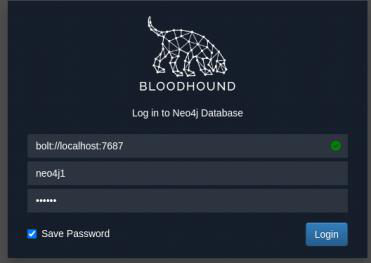 BLOODHOUND
Log in to Neo4j Database
bolt://localhost:7687
neo4j1
••••••
Save Password
Login